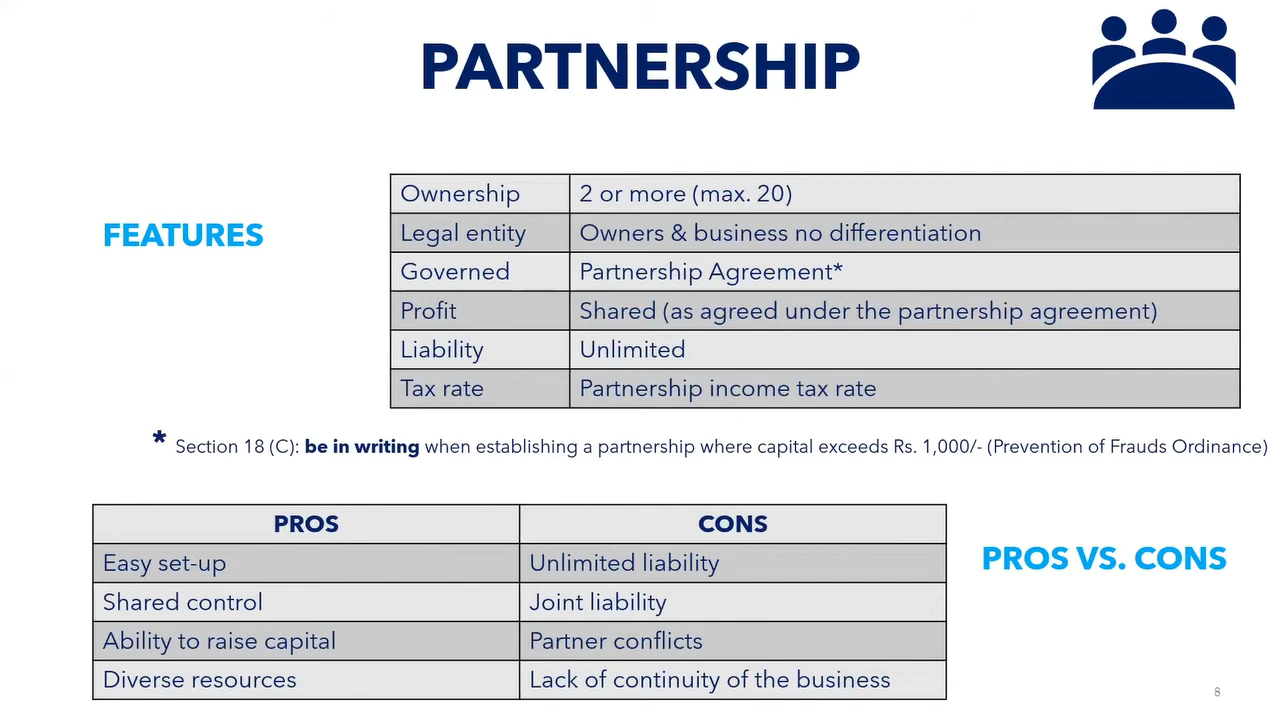 PARTNERSHIP
FEATURES
Ownership 2 or more (max. 20)
Legal entity Owners & business no differentiation
Governed Partnership Agreement*
Profit Shared (as agreed under the partnership agreement)
Liability Unlimited
Tax rate Partnership income tax rate
* Section 18 (C): be in writing when establishing a partnership where capital exceeds Rs. 1,000/- (Prevention of Frauds Ordinance)
PROS CONS
Easy set-up Unlimited liability
Shared control Joint liability
Ability to raise capital Partner conflicts
Diverse resources Lack of continuity of the business
PROS VS. CONS
8